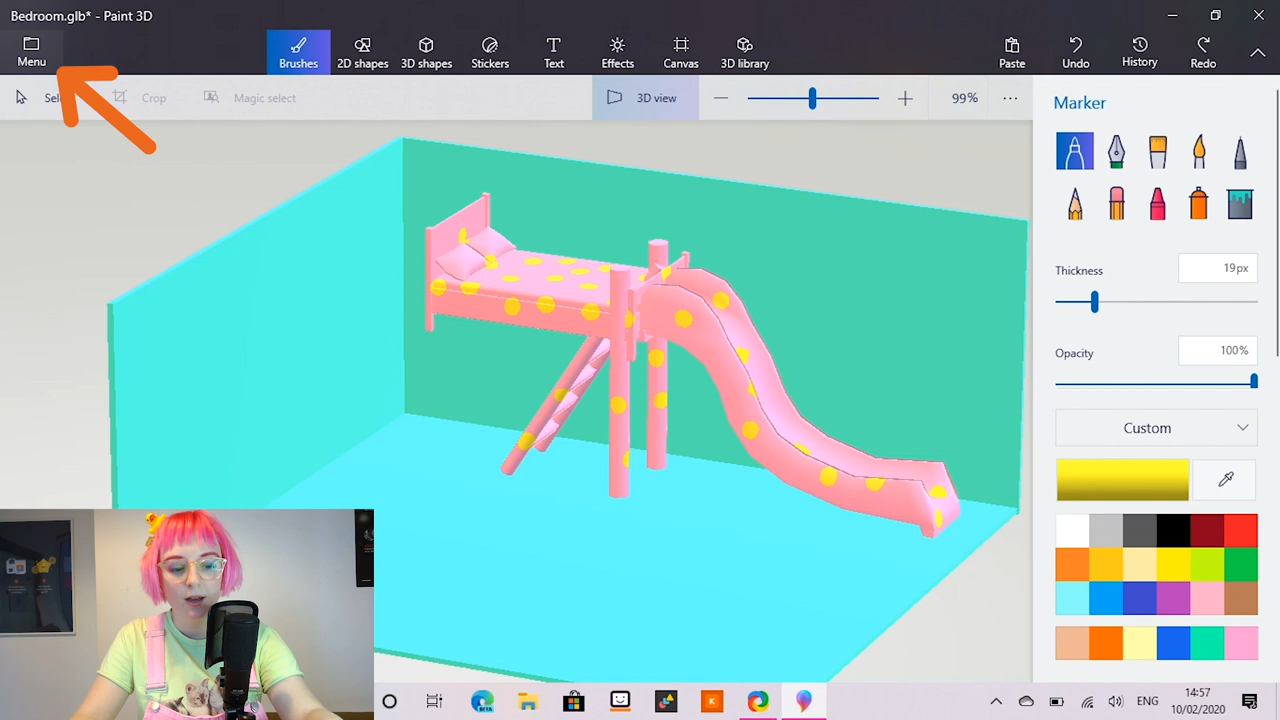 Bedroom.glb* - Paint 3D
Menu
Brushes
2D shapes
3D shapes
Stickers
Text
Effects
Canvas
3D library
Paste
Undo
History
Redo
Crop
Magic select
3D view
99%
Marker
Thickness
19px
Opacity
100%
Custom
BETA
K
ENG
14:57
10/02/2020